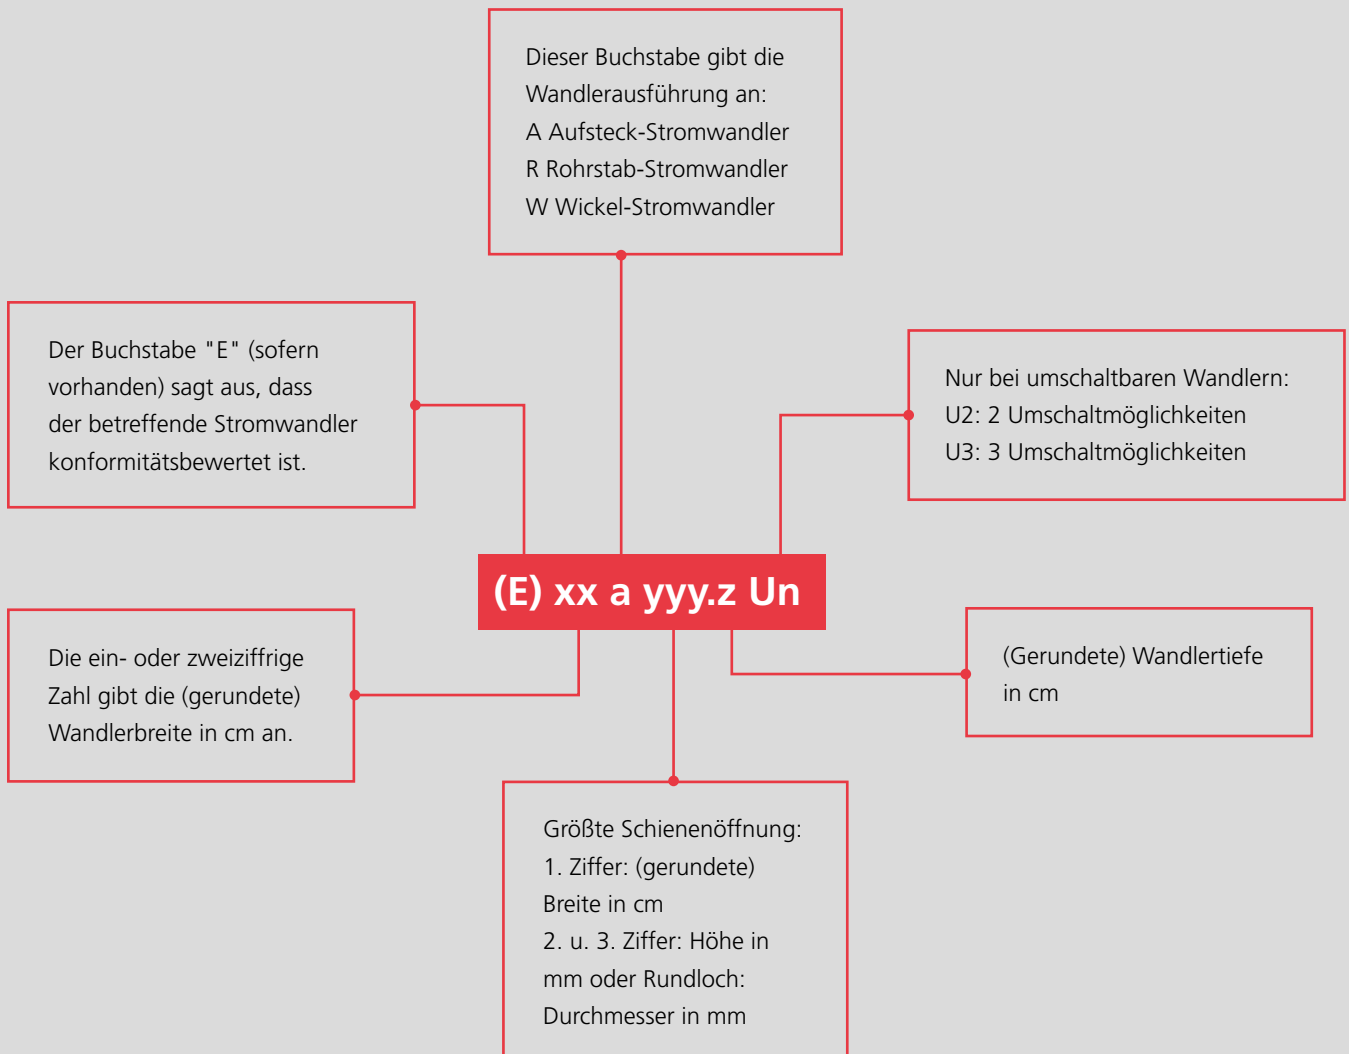 Dieser Buchstabe gibt die
Wandlerausführung an:
A Aufsteck-Stromwandler
R Rohrstab-Stromwandler
W Wickel-Stromwandler
Der Buchstabe "E" (sofern
vorhanden) sagt aus, dass
der betreffende Stromwandler
konformitätsbewertet ist.
Nur bei umschaltbaren Wandlern:
U2: 2 Umschaltmöglichkeiten
U3: 3 Umschaltmöglichkeiten
(E) xx a yyy.z Un
Die ein- oder zweiziffrige
Zahl gibt die (gerundete)
Wandlerbreite in cm an.
(Gerundete) Wandlertiefe
in cm
Größte Schienenöffnung:
1. Ziffer: (gerundete)
Breite in cm
2. u. 3. Ziffer: Höhe in
mm oder Rundloch:
Durchmesser in mm